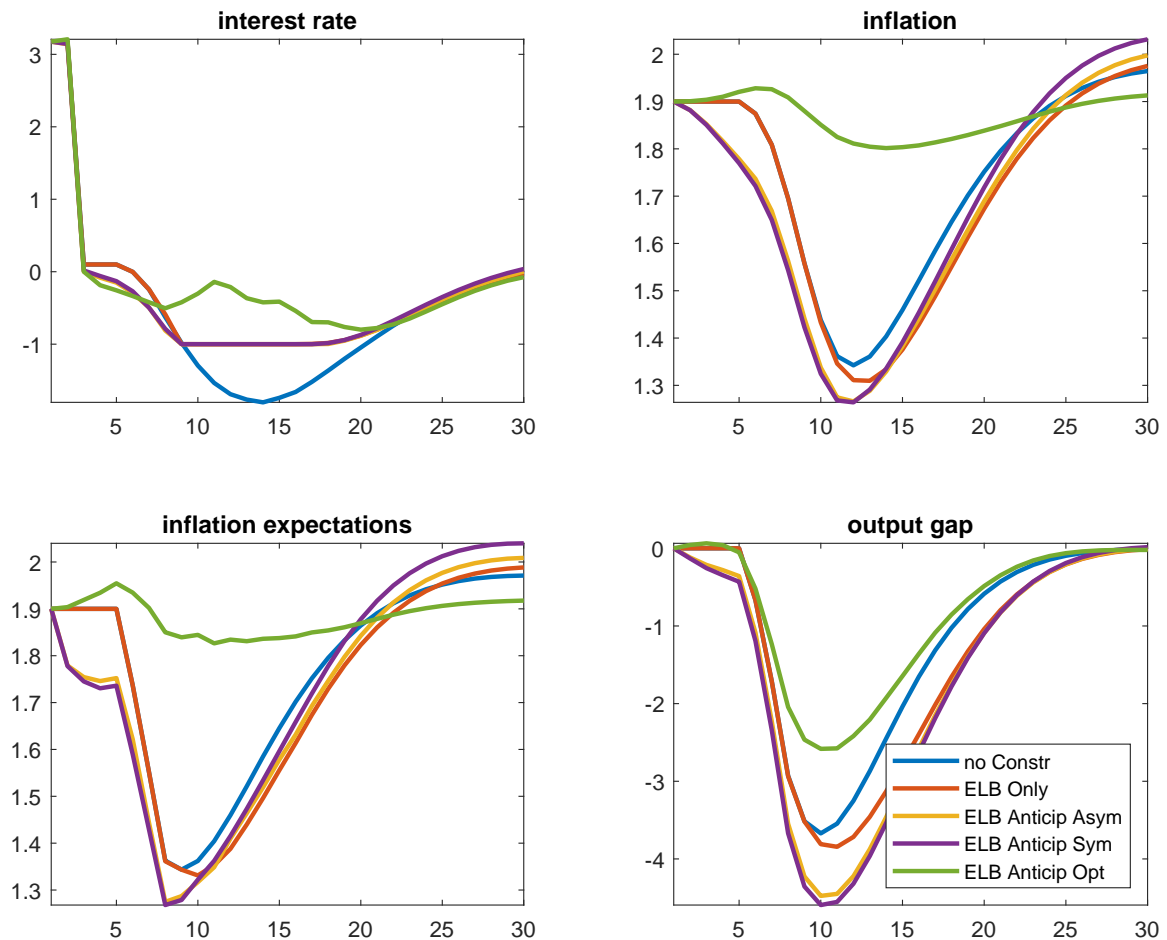 interest rate
3
2
1
0
-1
5 10 15 20 25 30
inflation
2
1.9
1.8
1.7
1.6
1.5
1.4
1.3
5 10 15 20 25 30
inflation expectations
2
1.9
1.8
1.7
1.6
1.5
1.4
1.3
5 10 15 20 25 30
output gap
0
-1
-2
-3
-4
5 10 15 20 25 30
no Constr
ELB Only
ELB Anticip Asym
ELB Anticip Sym
ELB Anticip Opt